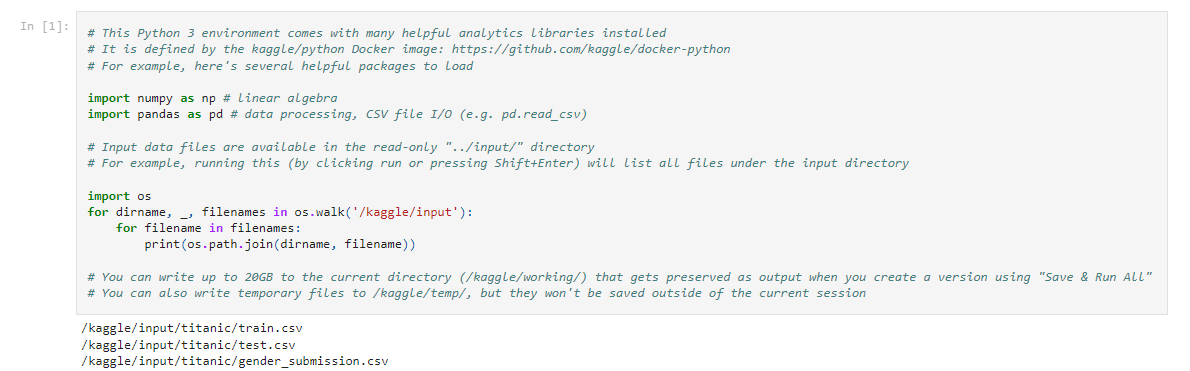 In [1]:
# This Python 3 environment comes with many helpful analytics libraries installed
# It is defined by the kaggle/python Docker image: https://github.com/kaggle/docker-python
# For example, here's several helpful packages to load
import numpy as np # linear algebra
import pandas as pd # data processing, CSV file I/O (e.g. pd.read_csv)
# Input data files are available in the read-only "../input/" directory
# For example, running this (by clicking run or pressing Shift+Enter) will list all files under the input directory
import os
for dirname, _, filenames in os.walk('/kaggle/input'):
    for filename in filenames:
        print(os.path.join(dirname, filename))
# You can write up to 20GB to the current directory (/kaggle/working/) that gets preserved as output when you create a version using "Save & Run All"
# You can also write temporary files to /kaggle/temp/, but they won't be saved outside of the current session
/kaggle/input/titanic/train.csv
/kaggle/input/titanic/test.csv
/kaggle/input/titanic/gender_submission.csv